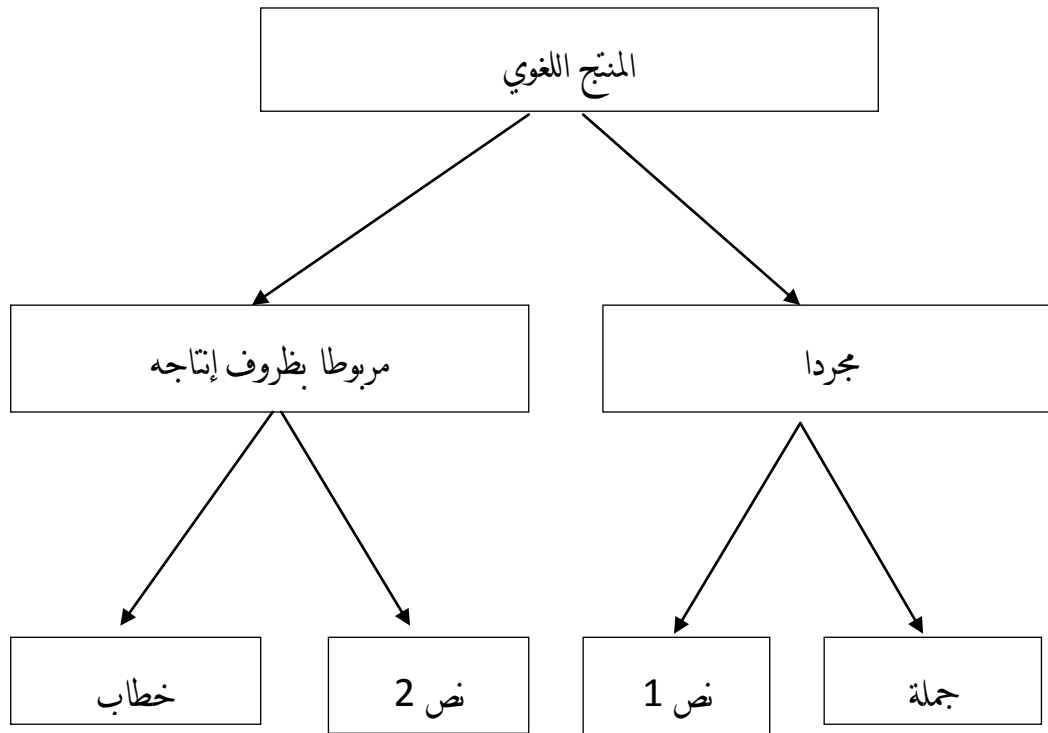 المنتج اللغوي
مجردا
مربوطا بظروف إنتاجه
جملة
نص 1
نص 2
خطاب